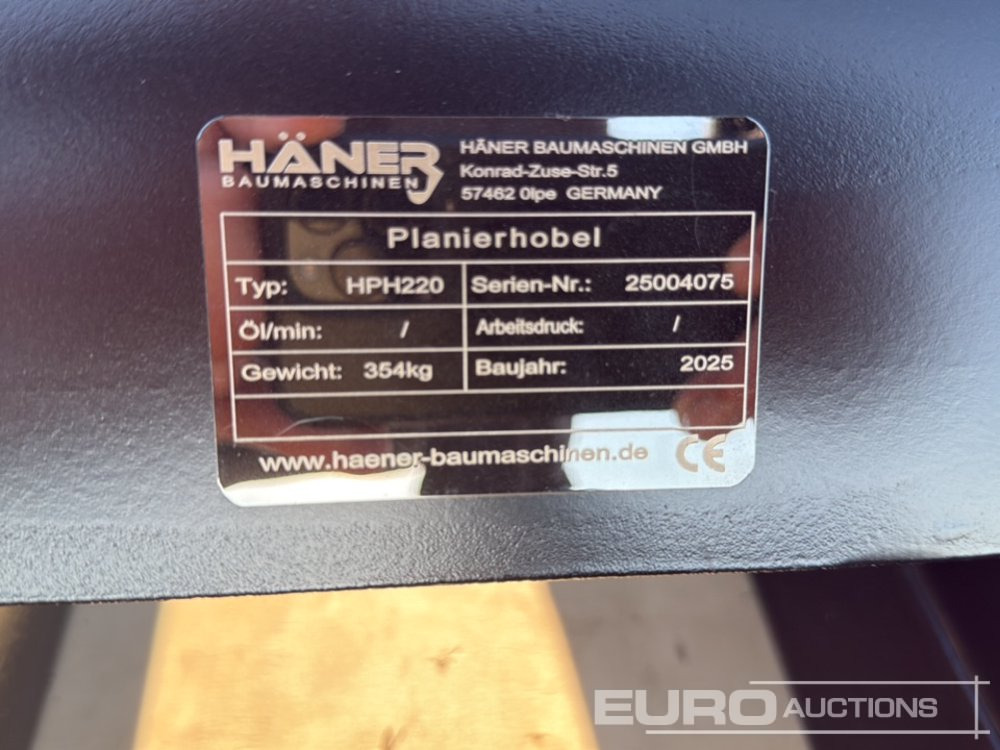 HÄNER
BAUMASCHINEN
HÄNER BAUMASCHINEN GMBH
Konrad-Zuse-Str.5
57462 Olpe GERMANY
Planierhobel
Typ: HPH220 Serien-Nr.: 25004075
Öl/min: / Arbeitsdruck: /
Gewicht: 354kg Baujahr: 2025
www.haener-baumaschinen.de CE
EURO AUCTIONS